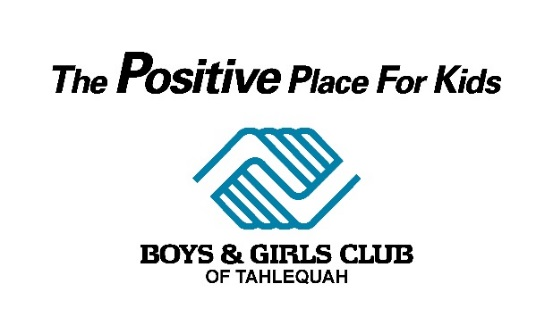 The Positive Place For Kids
BOYS & GIRLS CLUB
OF TAHLEQUAH